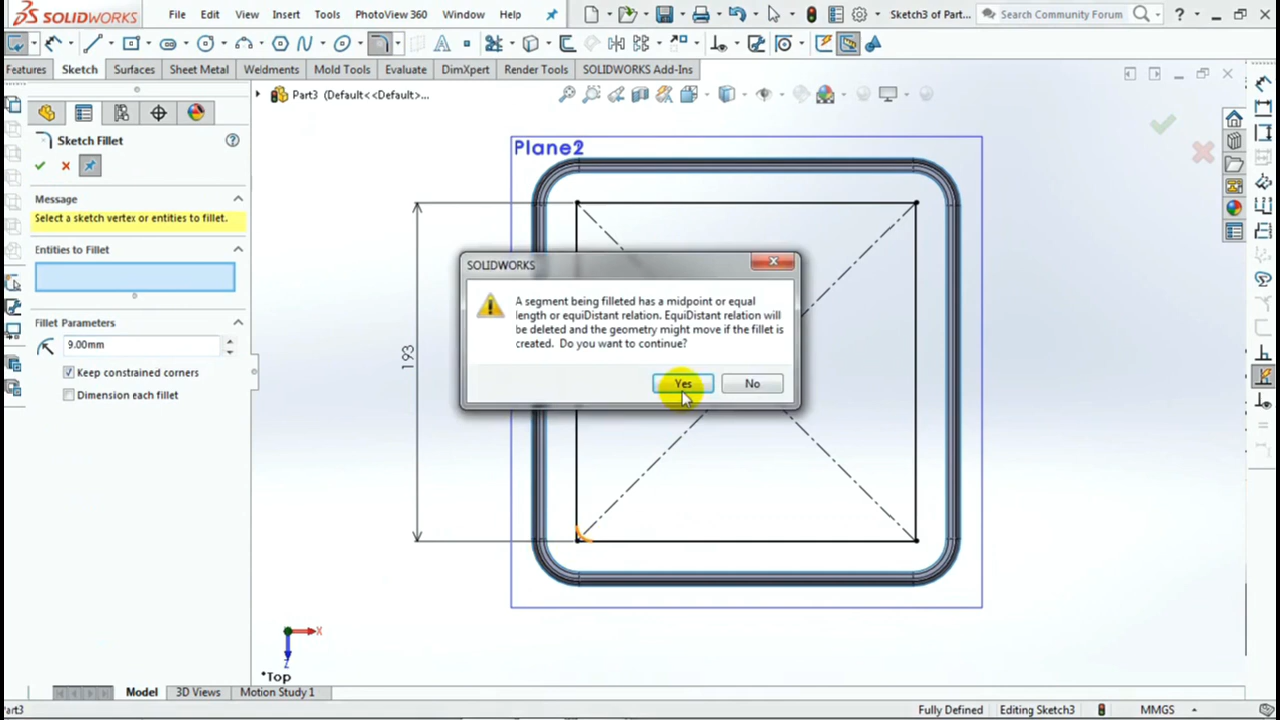 SOLIDWORKS File Edit View Insert Tools PhotoView 360 Window Help Sketch3 of Part... Search Community Forum
Features Sketch Surfaces Sheet Metal Weldments Mold Tools Evaluate DimXpert Render Tools SOLIDWORKS Add-Ins
Part3 (Default<<Default>...
Sketch Fillet
Message
Select a sketch vertex or entities to fillet.
Entities to Fillet
Fillet Parameters
9.00mm
Keep constrained corners
Dimension each fillet
Plane2
193
SOLIDWORKS
A segment being filleted has a midpoint or equal
length or equiDistant relation. EquiDistant relation will
be deleted and the geometry might move if the fillet is
created. Do you want to continue?
Yes No
X
Z
*Top
Model 3D Views Motion Study 1
Part3 Fully Defined Editing Sketch3 MMGS